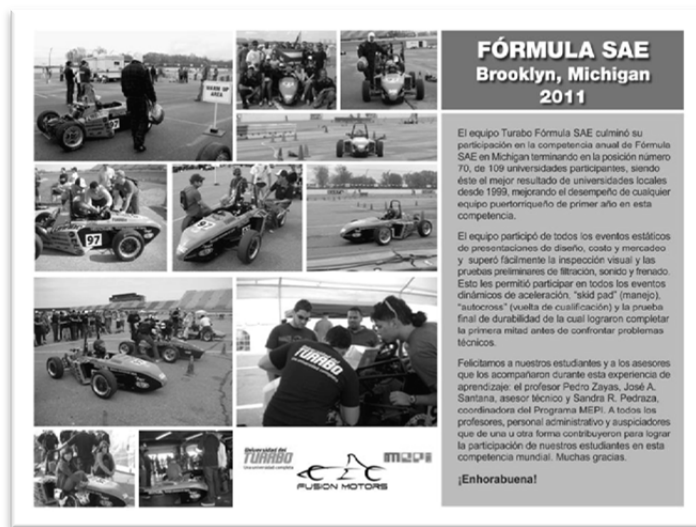 FÓRMULA SAE
Brooklyn, Michigan
2011
El equipo Turabo Fórmula SAE culminó su
participación en la competencia anual de Fórmula
SAE en Michigan terminando en la posición número
70, de 109 universidades participantes, siendo
éste el mejor resultado de universidades locales
desde 1999, mejorando el desempeño de cualquier
equipo puertorriqueño de primer año en esta
competencia.
El equipo participó de todos los eventos estáticos
de presentaciones de diseño, costo y mercadeo
y superó fácilmente la inspección visual y las
pruebas preliminares de filtración, sonido y frenado.
Esto les permitió participar en todos los eventos
dinámicos de aceleración, "skid pad" (manejo),
"autocross" (vuelta de cualificación) y la prueba
final de durabilidad de la cual lograron completar
la primera mitad antes de confrontar problemas
técnicos.
Felicitamos a nuestros estudiantes y a los asesores
que los acompañaron durante esta experiencia de
aprendizaje: el profesor Pedro Zayas, José A.
Santana, asesor técnico y Sandra R. Pedraza,
coordinadora del Programa MEPI. A todos los
profesores, personal administrativo y auspiciadores
que de una u otra forma contribuyeron para lograr
la participación de nuestros estudiantes en esta
competencia mundial. Muchas gracias.
¡Enhorabuena!
WARM UP
AREA
97
97
97
TURABO
Universidad del
TURABO
Una universidad completa
FUSION MOTORS
MEPI